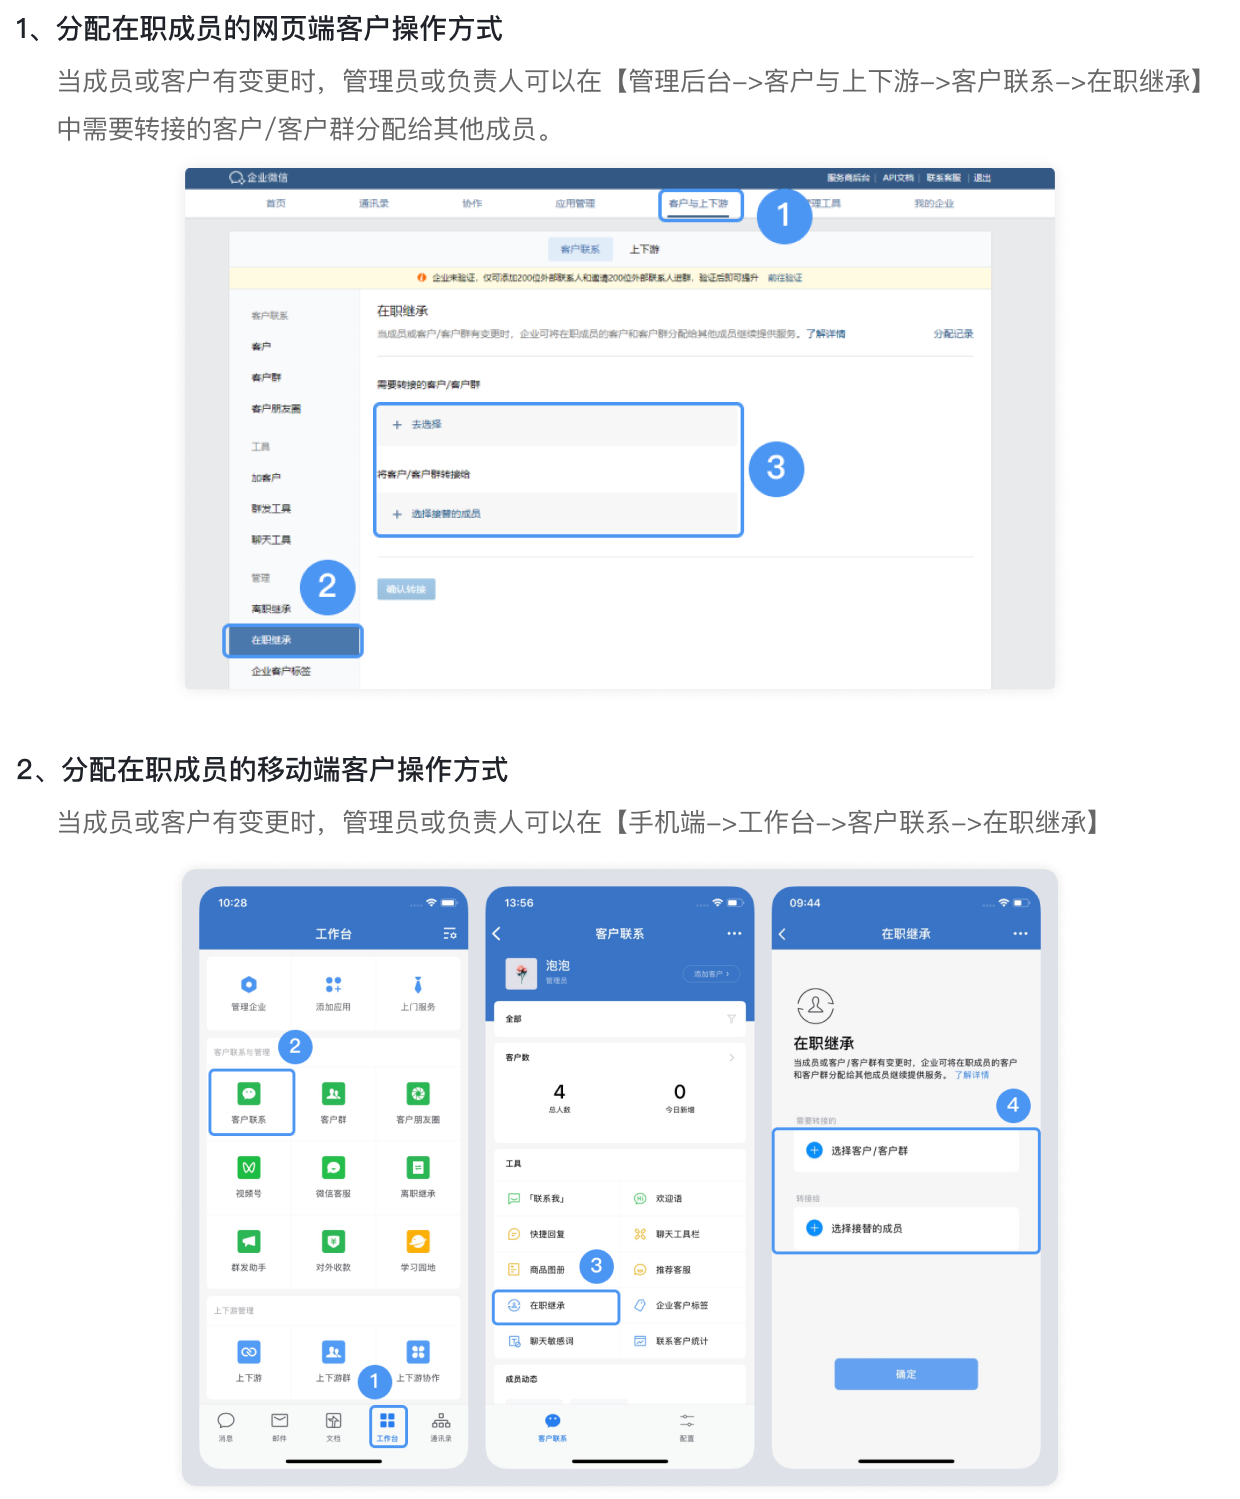 1、分配在职成员的网页端客户操作方式
当成员或客户有变更时，管理员或负责人可以在【管理后台->客户与上下游->客户联系->在职继承】
中需要转接的客户/客户群分配给其他成员。
企业微信 服务商后台 | API文档 | 联系客服 | 退出
首页 通讯录 协作 应用管理 客户与上下游 1 理工具 我的企业
客户联系 上下游
企业未验证，仅可添加200位外部联系人和邀请200位外部联系人进群，验证后即可提升 前往验证
客户联系
客户
客户群
客户朋友圈
工具
加客户
群发工具
聊天工具
管理
2
离职继承
在职继承
企业客户标签
在职继承
当成员或客户/客户群有变更时，企业可将在职成员的客户和客户群分配给其他成员继续提供服务。了解详情 分配记录
需要转接的客户/客户群
+ 去选择
3
将客户/客户群转接给
+ 选择接替的成员
确认转接
2、分配在职成员的移动端客户操作方式
当成员或客户有变更时，管理员或负责人可以在【手机端->工作台->客户联系->在职继承】
10:28
工作台
管理企业 添加应用 上门服务
客户联系与管理 2
客户联系 客户群 客户朋友圈
视频号 微信客服 离职继承
群发助手 对外收款 学习园地
上下游管理
上下游 上下游群 1 上下游协作
消息 邮件 文档 工作台 通讯录
13:56
客户联系
泡泡
管理员
添加客户
全部
客户数
4 0
总人数 今日新增
工具
「联系我」 欢迎语
快捷回复 聊天工具栏
商品图册 3 推荐客服
在职继承 企业客户标签
聊天敏感词 联系客户统计
成员动态
客户联系 配置
09:44
在职继承
在职继承
当成员或客户/客户群有变更时，企业可将在职成员的客户
和客户群分配给其他成员继续提供服务。了解详情
4
需要转接的
选择客户/客户群
转接给
选择接替的成员
确定